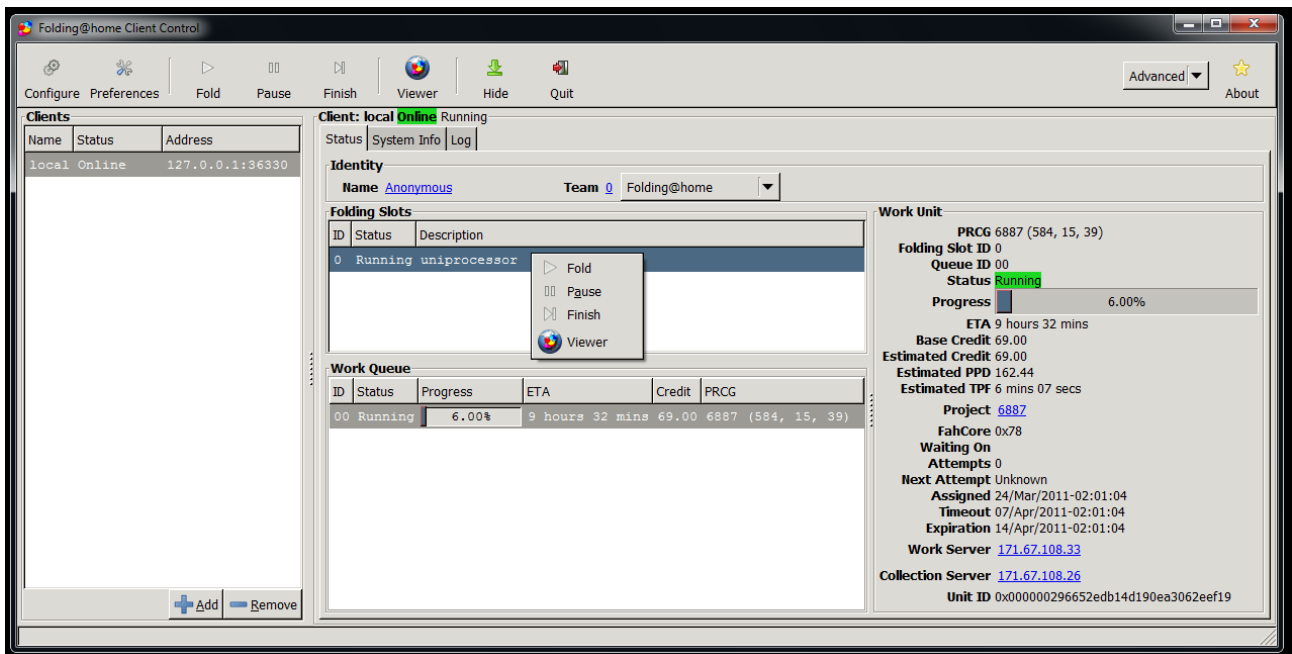 Folding@home Client Control
Configure Preferences Fold Pause Finish Viewer Hide Quit Advanced About
Clients
Name Status Address
local Online 127.0.0.1:36330
Add Remove
Client: local Online Running
Status System Info Log
Identity
Name Anonymous Team 0 Folding@home
Folding Slots
ID Status Description
0 Running uniprocessor
Fold
Pause
Finish
Viewer
Work Queue
ID Status Progress ETA Credit PRCG
00 Running 6.00% 9 hours 32 mins 69.00 6887 (584, 15, 39)
Work Unit
PRCG 6887 (584, 15, 39)
Folding Slot ID 0
Queue ID 00
Status Running
Progress 6.00%
ETA 9 hours 32 mins
Base Credit 69.00
Estimated Credit 69.00
Estimated PPD 162.44
Estimated TPF 6 mins 07 secs
Project 6887
FahCore 0x78
Waiting On
Attempts 0
Next Attempt Unknown
Assigned 24/Mar/2011-02:01:04
Timeout 07/Apr/2011-02:01:04
Expiration 14/Apr/2011-02:01:04
Work Server 171.67.108.33
Collection Server 171.67.108.26
Unit ID 0x000000296652edb14d190ea3062eef19